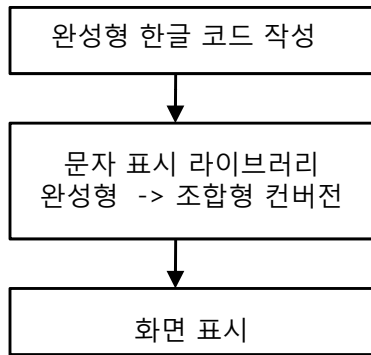 완성형 한글 코드 작성
문자 표시 라이브러리
완성형 -> 조합형 컨버전
화면 표시